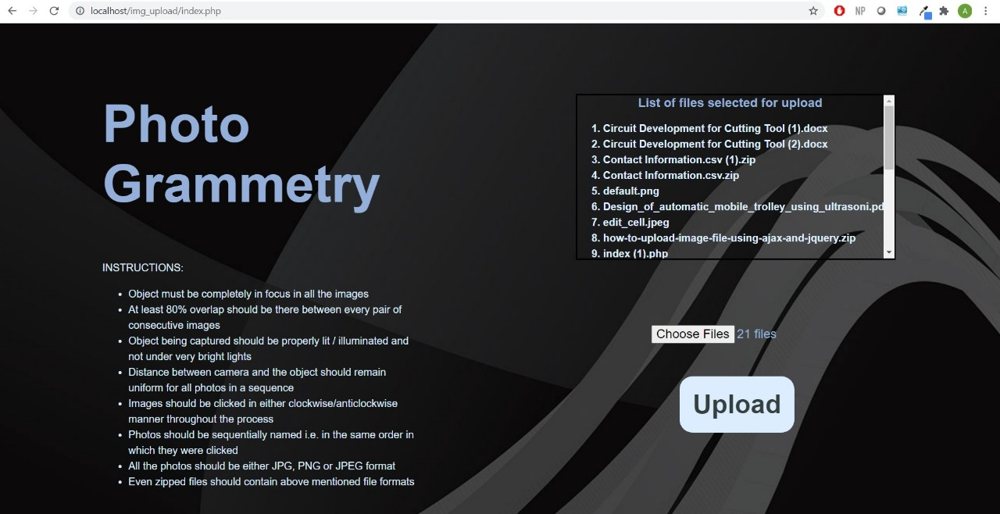 localhost/img_upload/index.php
NP
A
Photo
Grammetry
INSTRUCTIONS:
• Object must be completely in focus in all the images
• At least 80% overlap should be there between every pair of
consecutive images
• Object being captured should be properly lit / illuminated and
not under very bright lights
• Distance between camera and the object should remain
uniform for all photos in a sequence
• Images should be clicked in either clockwise/anticlockwise
manner throughout the process
• Photos should be sequentially named i.e. in the same order in
which they were clicked
• All the photos should be either JPG, PNG or JPEG format
• Even zipped files should contain above mentioned file formats
List of files selected for upload
1. Circuit Development for Cutting Tool (1).docx
2. Circuit Development for Cutting Tool (2).docx
3. Contact Information.csv (1).zip
4. Contact Information.csv.zip
5. default.png
6. Design_of_automatic_mobile_trolley_using_ultrasoni.pd
7. edit_cell.jpeg
8. how-to-upload-image-file-using-ajax-and-jquery.zip
9. index (1).php
Choose Files 21 files
Upload